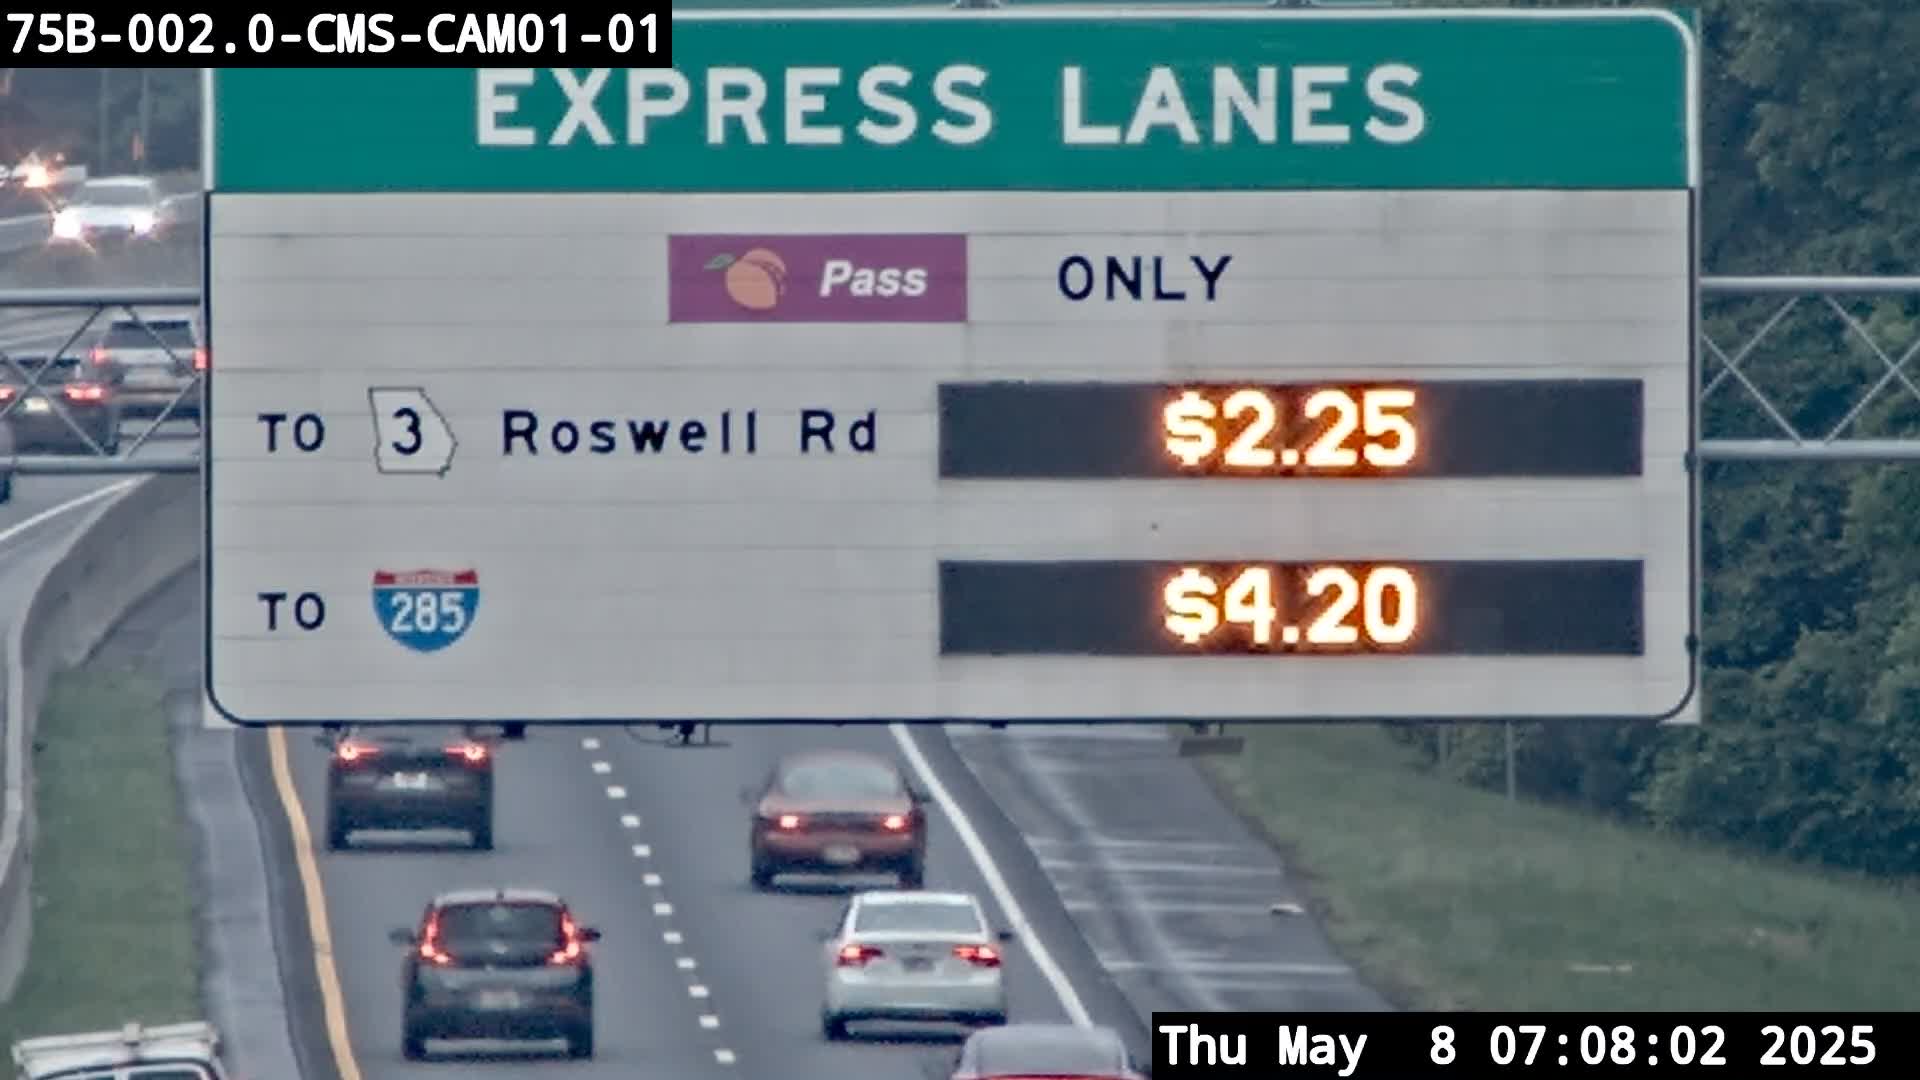 75B-002.0-CMS-CAM01-01
EXPRESS LANES
Pass ONLY
TO 3 Roswell Rd $2.25
TO 285 $4.20
Thu May 8 07:08:02 2025